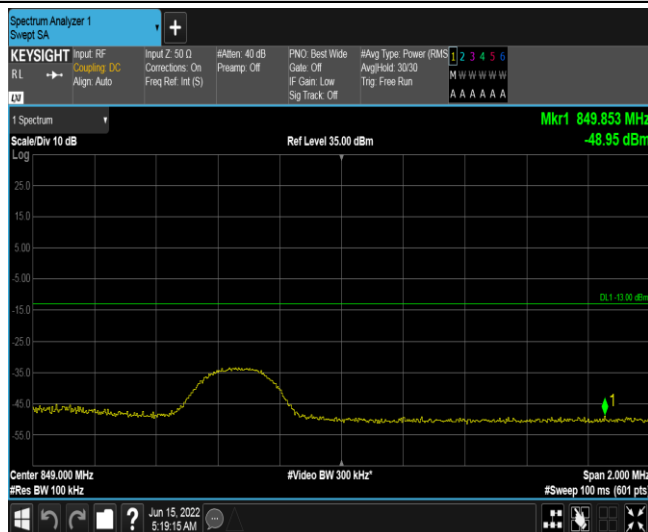 Spectrum Analyzer 1
Swept SA
+
KEYSIGHT Input: RF Input Z: 50 Ω #Atten: 40 dB PNO: Best Wide #Avg Type: Power (RMS 1 2 3 4 5 6
RL Coupling: DC Corrections: On Preamp: Off Gate: Off Avg|Hold: 30/30 M W W W W W
Align: Auto Freq Ref: Int (S) IF Gain: Low Trig: Free Run
LXI Sig Track: Off A A A A A A
1 Spectrum Mkr1 849.853 MHz
Scale/Div 10 dB Ref Level 35.00 dBm -48.95 dBm
Log
25.0
15.0
5.00
-5.00
DL1 -13.00 dBm
-15.0
-25.0
-35.0
-45.0 1
-55.0
Center 849.000 MHz #Video BW 300 kHz* Span 2.000 MHz
#Res BW 100 kHz #Sweep 100 ms (601 pts)
? Jun 15, 2022
5:19:15 AM